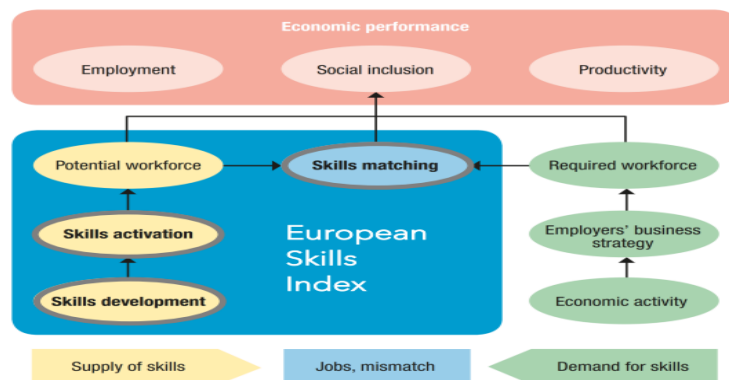 Economic performance
Employment
Social inclusion
Productivity
Potential workforce
Skills matching
Required workforce
Skills activation
European
Skills
Index
Employers' business
strategy
Skills development
Economic activity
Supply of skills
Jobs, mismatch
Demand for skills